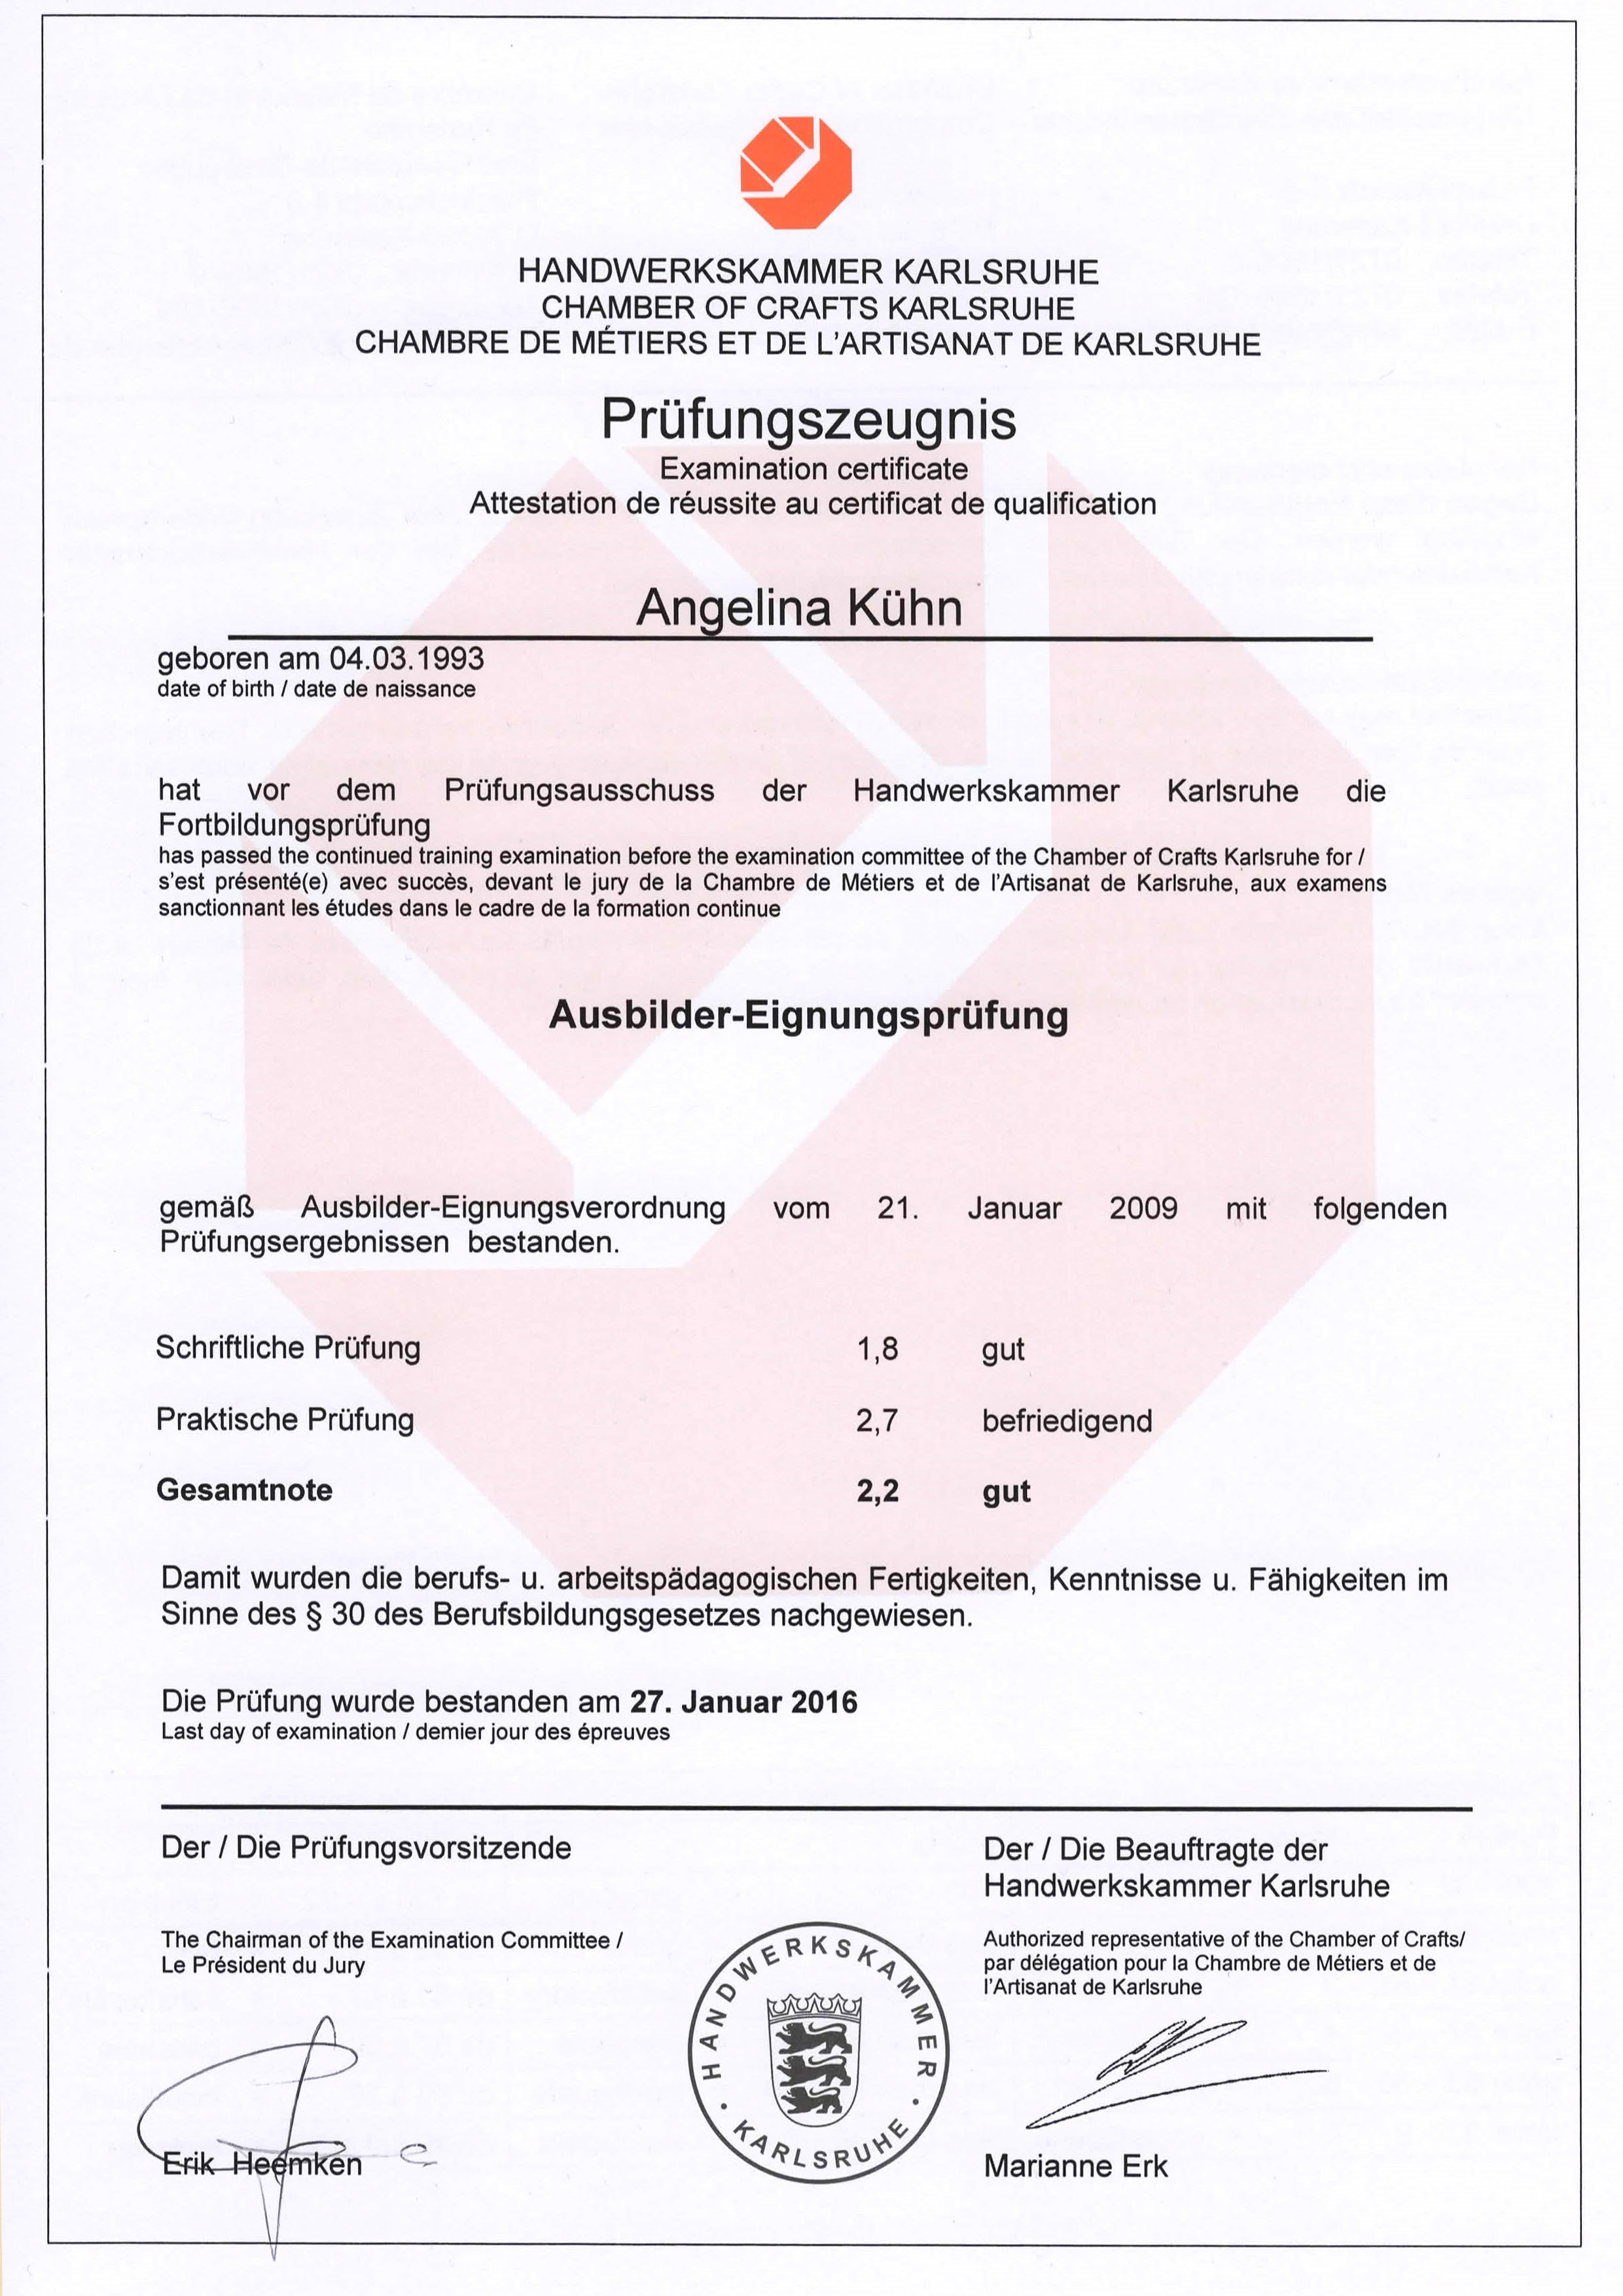 HANDWERKSKAMMER KARLSRUHE
CHAMBER OF CRAFTS KARLSRUHE
CHAMBRE DE MÉTIERS ET DE L'ARTISANAT DE KARLSRUHE
Prüfungszeugnis
Examination certificate
Attestation de réussite au certificat de qualification
Angelina Kühn
geboren am 04.03.1993
date of birth / date de naissance
hat vor dem Prüfungsausschuss der Handwerkskammer Karlsruhe die
Fortbildungsprüfung
has passed the continued training examination before the examination committee of the Chamber of Crafts Karlsruhe for /
s'est présenté(e) avec succès, devant le jury de la Chambre de Métiers et de l'Artisanat de Karlsruhe, aux examens
sanctionnant les études dans le cadre de la formation continue
Ausbilder-Eignungsprüfung
gemäß Ausbilder-Eignungsverordnung vom 21. Januar 2009 mit folgenden
Prüfungsergebnissen bestanden.
Schriftliche Prüfung 1,8 gut
Praktische Prüfung 2,7 befriedigend
Gesamtnote 2,2 gut
Damit wurden die berufs- u. arbeitspädagogischen Fertigkeiten, Kenntnisse u. Fähigkeiten im
Sinne des § 30 des Berufsbildungsgesetzes nachgewiesen.
Die Prüfung wurde bestanden am 27. Januar 2016
Last day of examination / demier jour des épreuves
Der / Die Prüfungsvorsitzende
Der / Die Beauftragte der
Handwerkskammer Karlsruhe
The Chairman of the Examination Committee /
Le Président du Jury
Authorized representative of the Chamber of Crafts/
par délégation pour la Chambre de Métiers et de
l'Artisanat de Karlsruhe
HANDWERKSKAMMER
• KARLSRUHE •
Erik Heemken
Marianne Erk